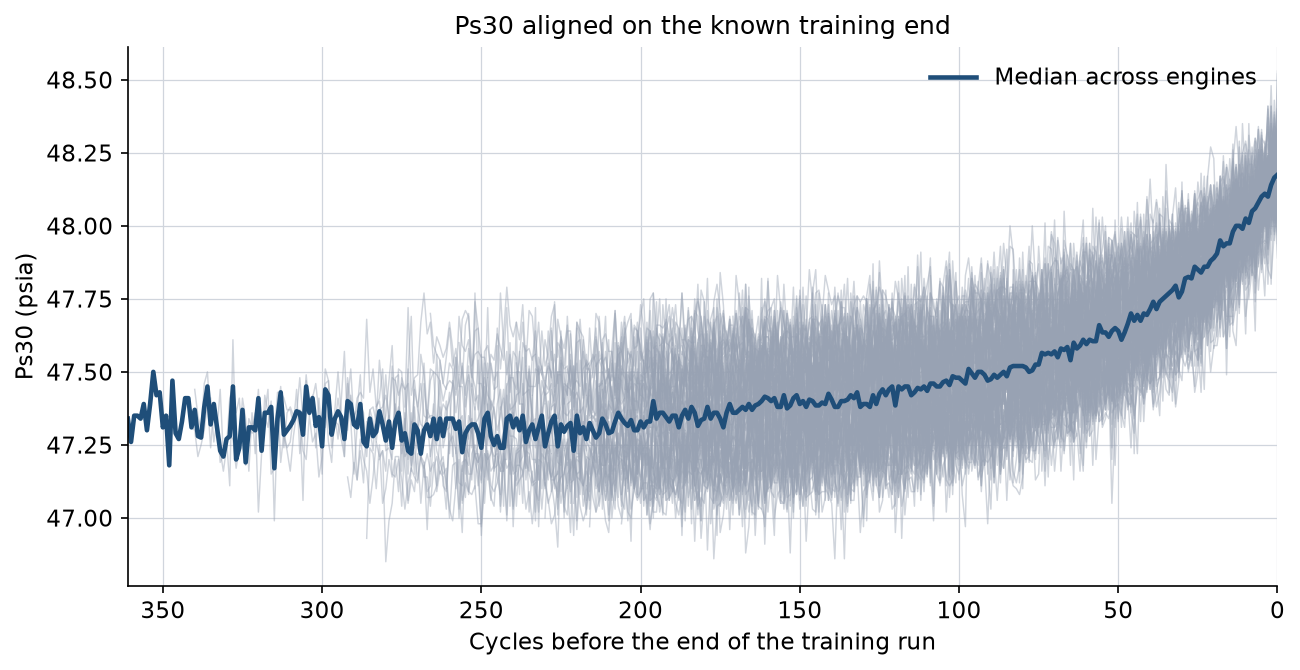 Ps30 aligned on the known training end
Median across engines
Ps30 (psia)
48.50
48.25
48.00
47.75
47.50
47.25
47.00
350 300 250 200 150 100 50 0
Cycles before the end of the training run